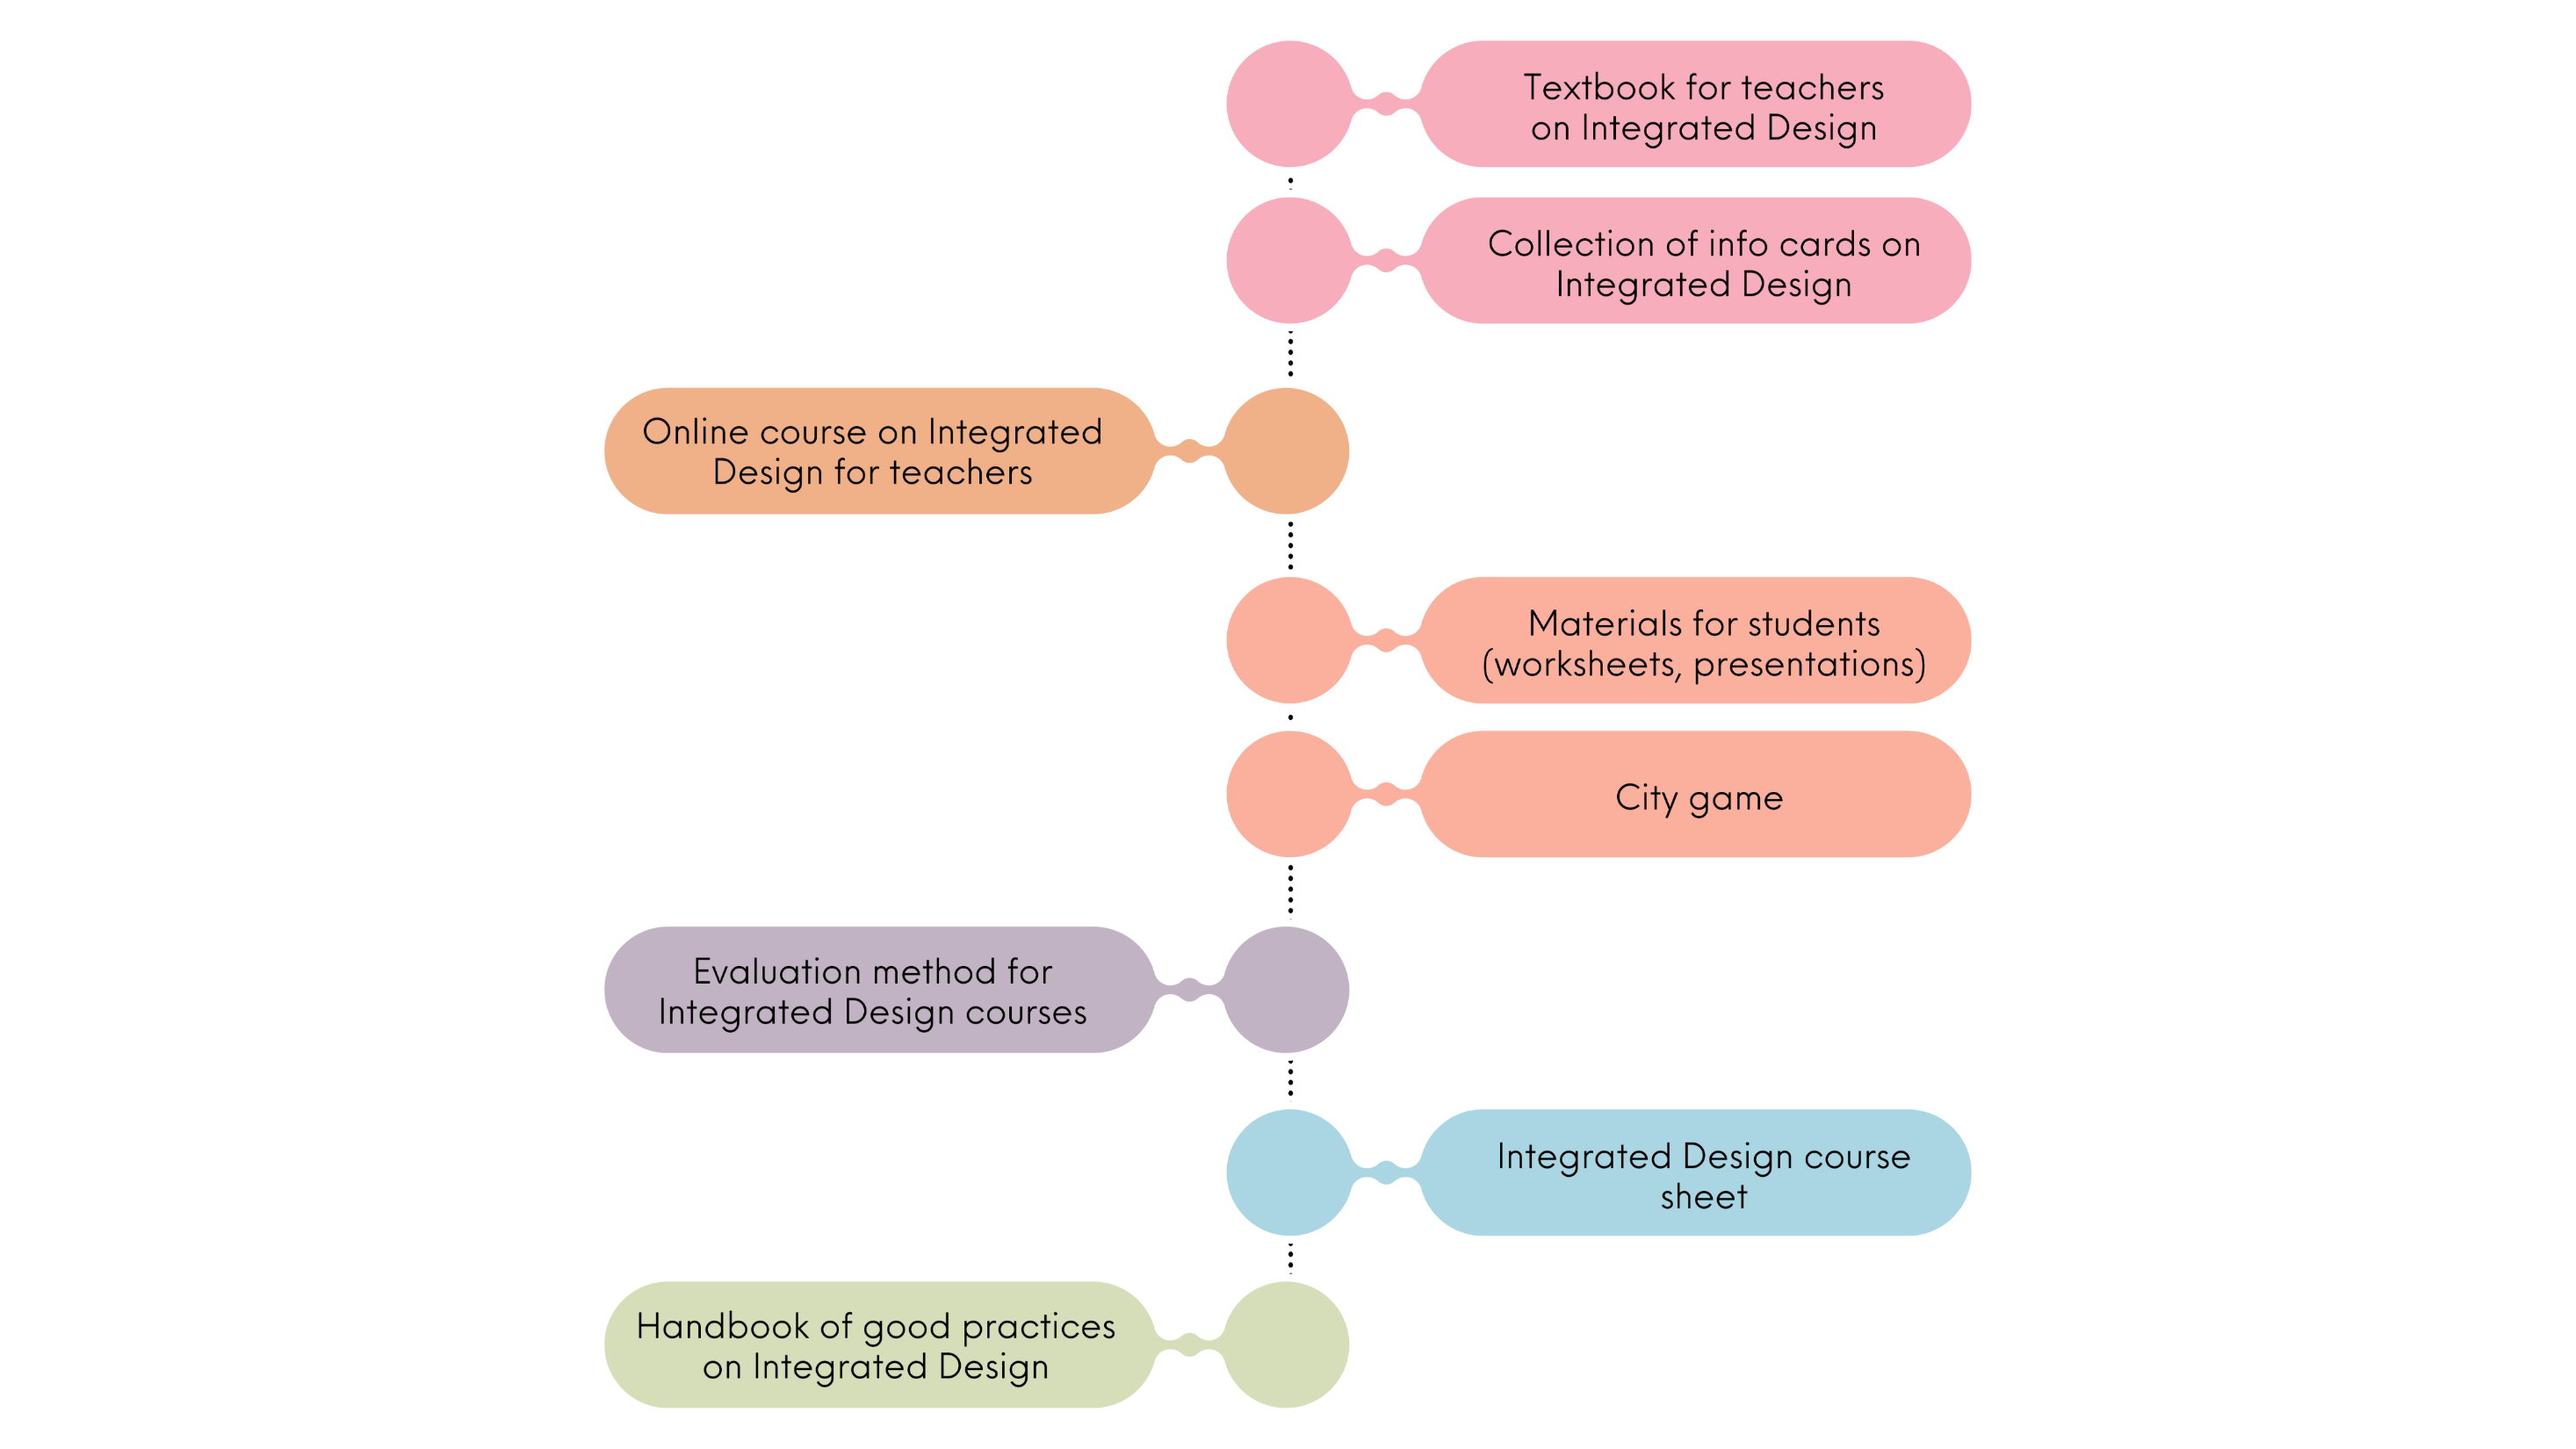 Textbook for teachers
on Integrated Design
Collection of info cards on
Integrated Design
Online course on Integrated
Design for teachers
Materials for students
(worksheets, presentations)
City game
Evaluation method for
Integrated Design courses
Integrated Design course
sheet
Handbook of good practices
on Integrated Design